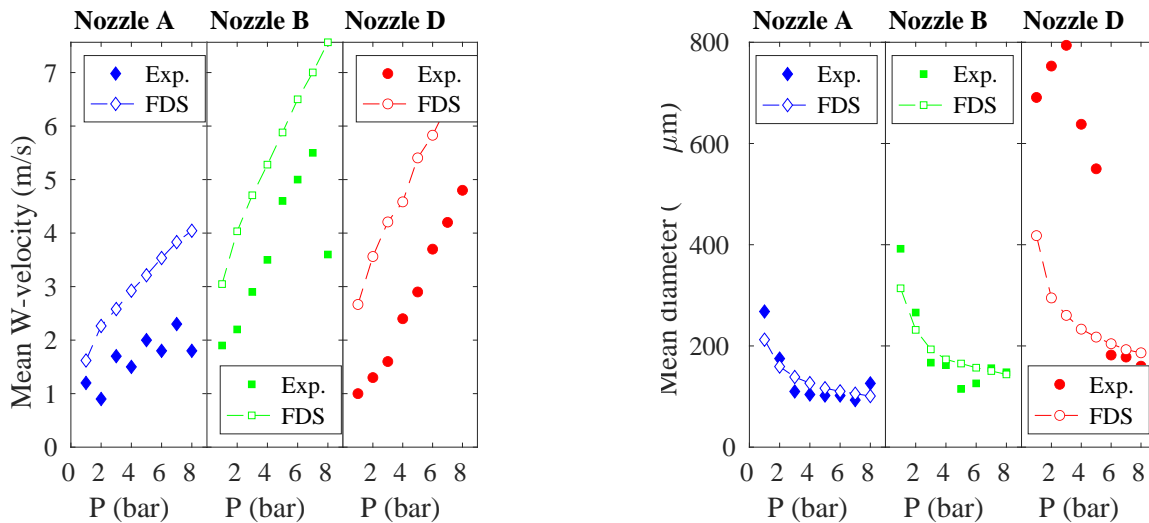 Nozzle A Nozzle B Nozzle D
Exp.
FDS
Exp.
FDS
Exp.
FDS
Mean W-velocity (m/s)
7
6
5
4
3
2
1
0
0 2 4 6 8 2 4 6 8 2 4 6 8
P (bar) P (bar) P (bar)
Nozzle A Nozzle B Nozzle D
Exp.
FDS
Exp.
FDS
Exp.
FDS
Exp.
FDS
Mean diameter ( μm)
800
600
400
200
0
0 2 4 6 8 2 4 6 8 2 4 6 8
P (bar) P (bar) P (bar)